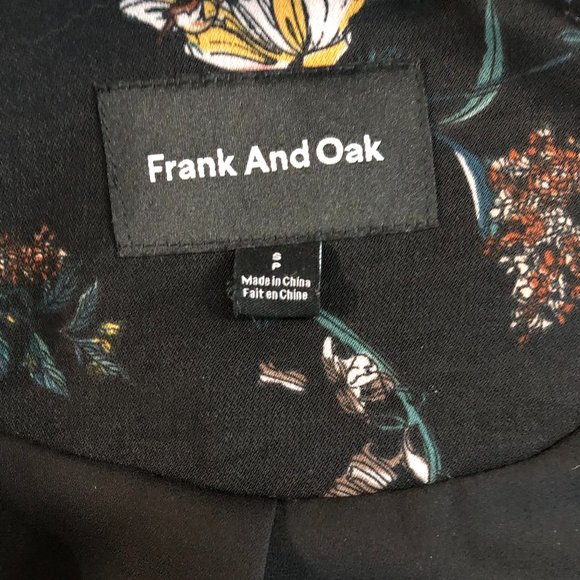 Frank And Oak
S
P
Made in China
Fait en Chine